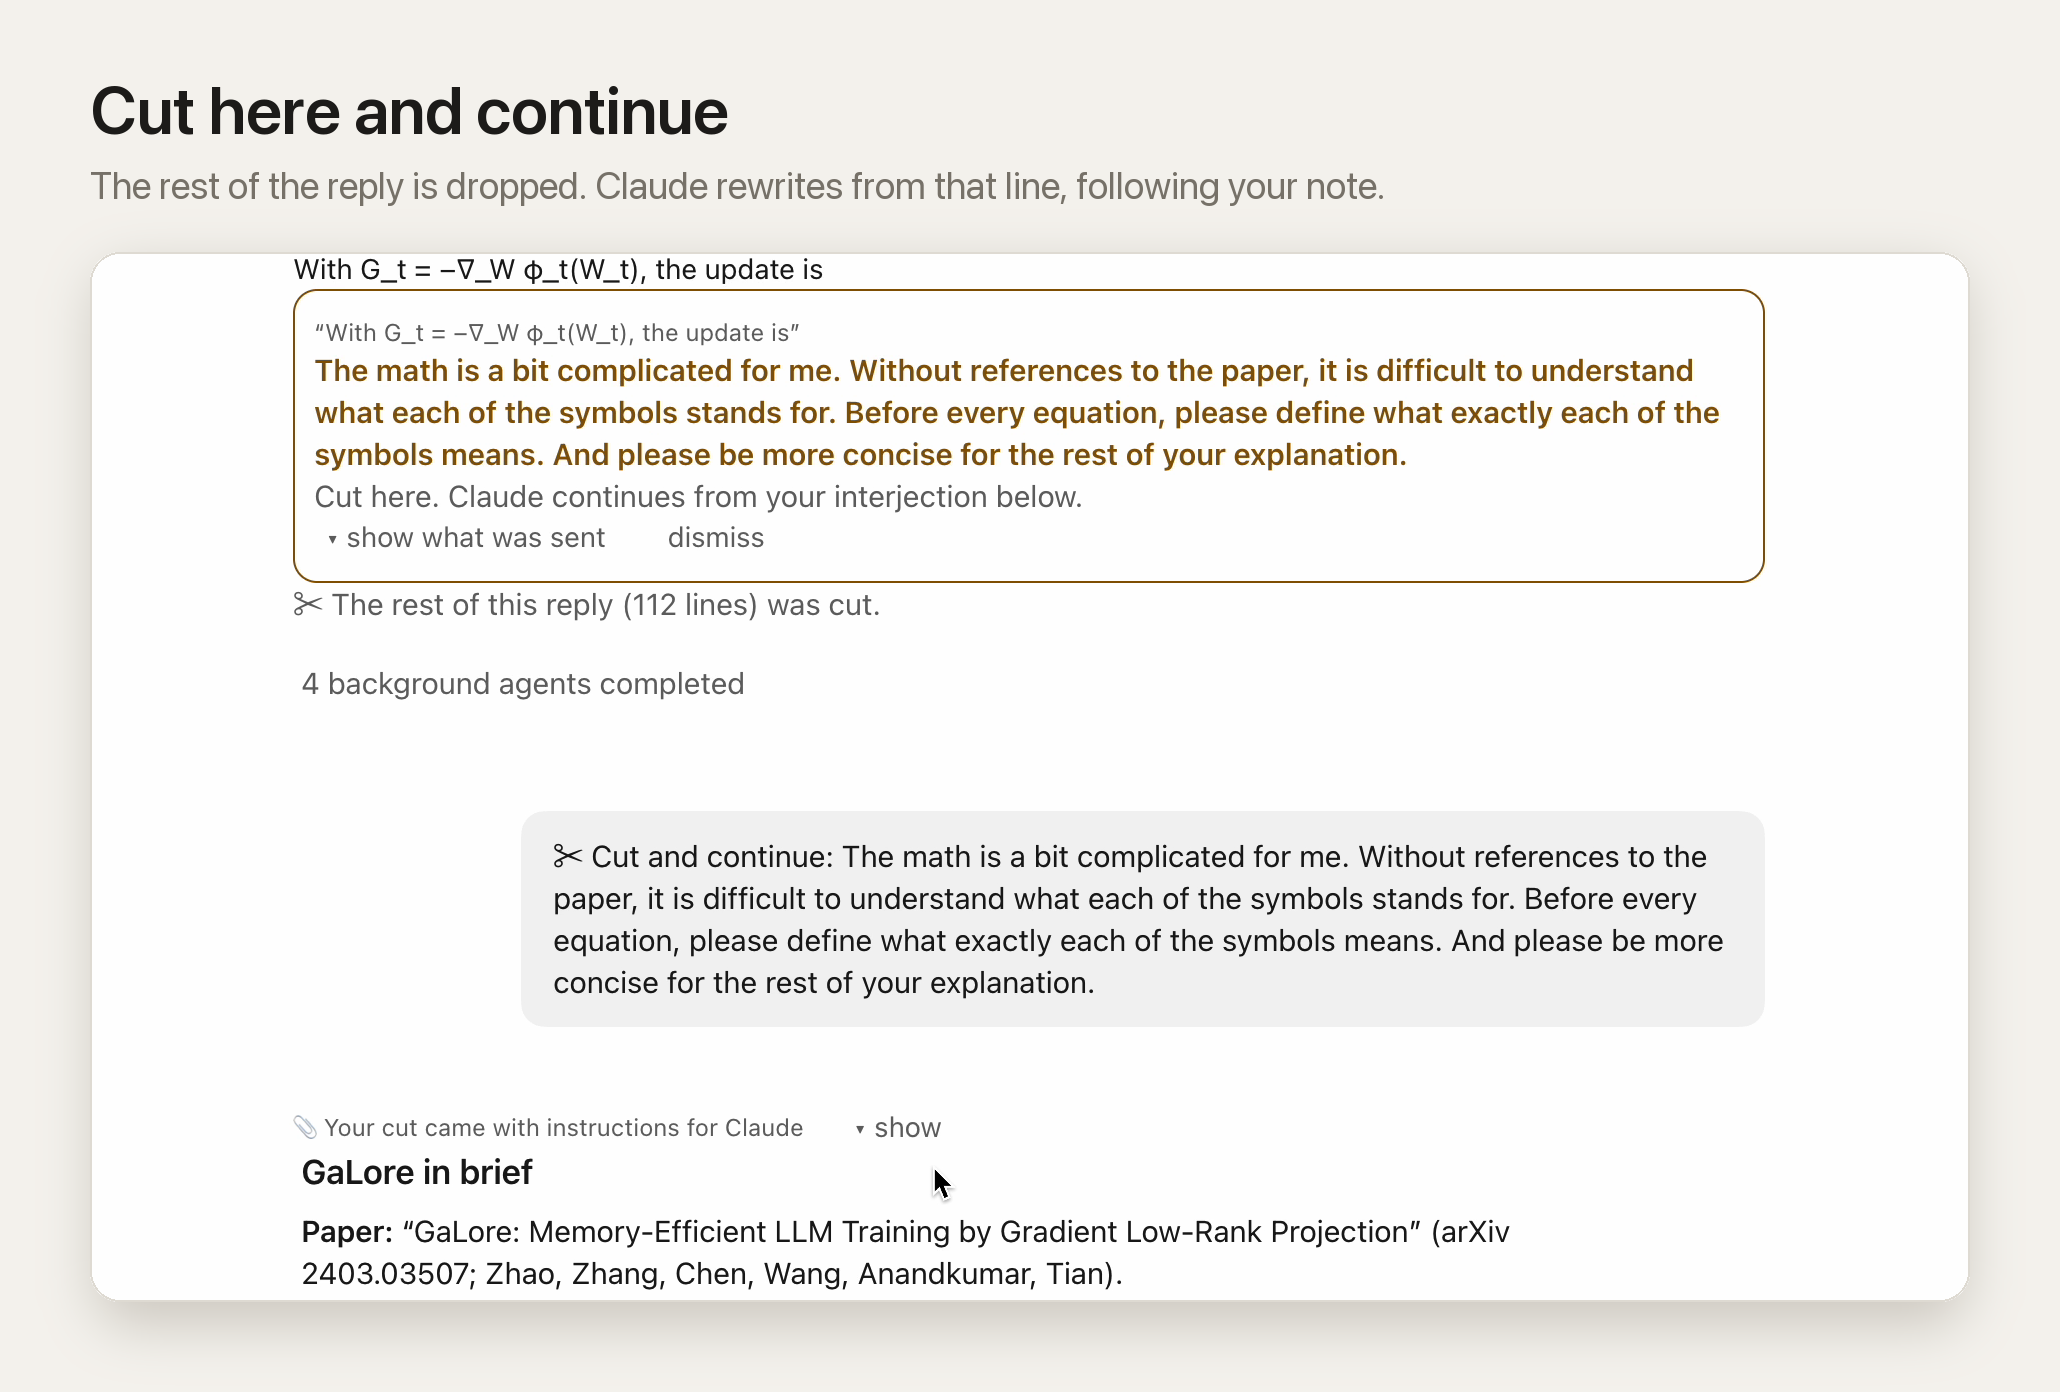 Cut here and continue
The rest of the reply is dropped. Claude rewrites from that line, following your note.
With G_t = −∇_W φ_t(W_t), the update is
“With G_t = −∇_W φ_t(W_t), the update is”
The math is a bit complicated for me. Without references to the paper, it is difficult to understand
what each of the symbols stands for. Before every equation, please define what exactly each of the
symbols means. And please be more concise for the rest of your explanation.
Cut here. Claude continues from your interjection below.
▾ show what was sent dismiss
✂ The rest of this reply (112 lines) was cut.
4 background agents completed
✂ Cut and continue: The math is a bit complicated for me. Without references to the
paper, it is difficult to understand what each of the symbols stands for. Before every
equation, please define what exactly each of the symbols means. And please be more
concise for the rest of your explanation.
📎 Your cut came with instructions for Claude ▾ show
GaLore in brief
Paper: “GaLore: Memory-Efficient LLM Training by Gradient Low-Rank Projection” (arXiv
2403.03507; Zhao, Zhang, Chen, Wang, Anandkumar, Tian).